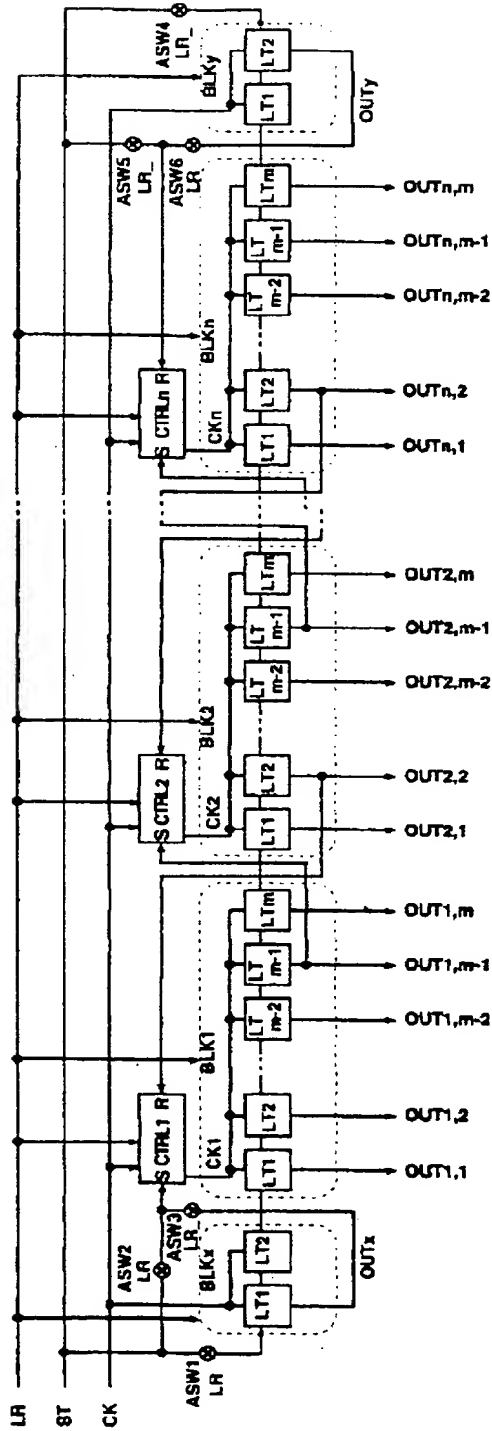 LR
ST
CK
ASW1
LR
ASW2
LR
ASW3
LR_
BLKx
LT1
LT2
OUTx
S CTRL1 R
CK1
BLK1
LT1
LT2
LT
m-2
LT
m-1
LTm
OUT1,1
OUT1,2
OUT1,m-2
OUT1,m-1
OUT1,m
S CTRL2 R
CK2
BLK2
LT1
LT2
LT
m-2
LT
m-1
LTm
OUT2,1
OUT2,2
OUT2,m-2
OUT2,m-1
OUT2,m
S CTRLn R
CKn
BLKn
LT1
LT2
LT
m-2
LT
m-1
LTm
OUTn,1
OUTn,2
OUTn,m-2
OUTn,m-1
OUTn,m
ASW5
LR_
ASW6
LR
ASW4
LR_
BLKy
LT1
LT2
OUTy